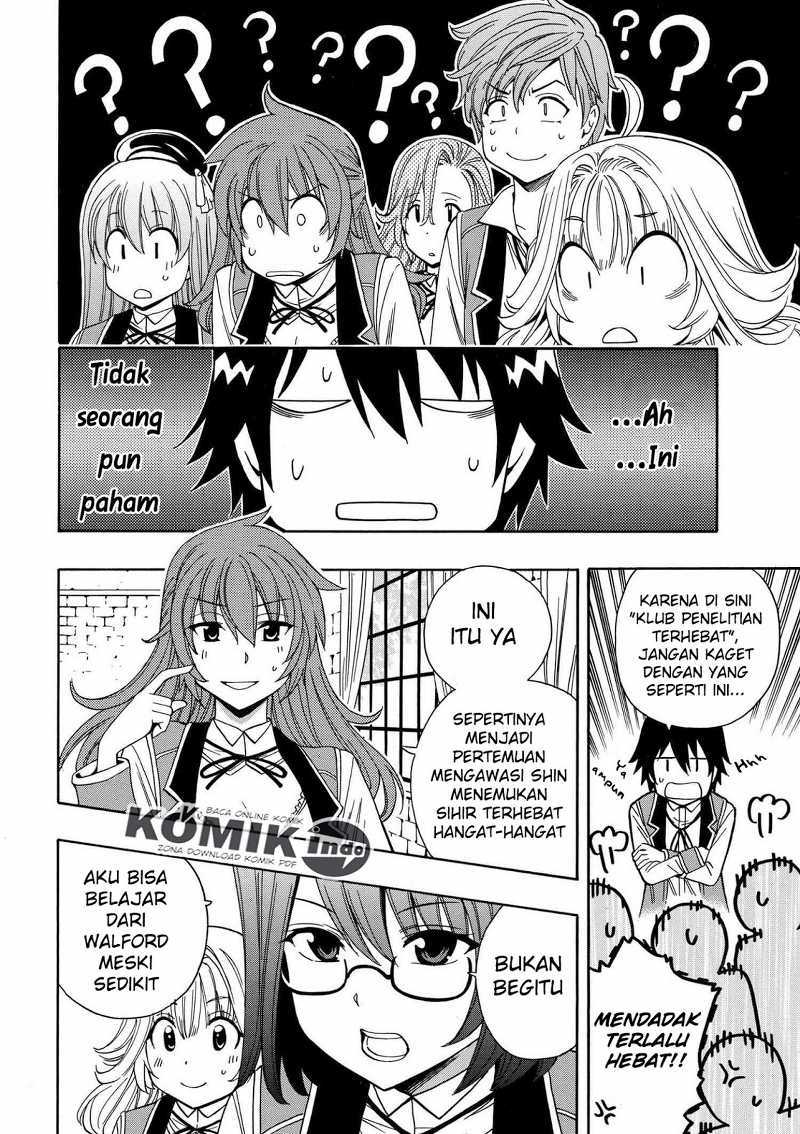 ? ? ? ? ? ? ? ? ?
...Ah
...Ini
Tidak
seorang
pun
paham
KARENA DI SINI
"KLUB PENELITIAN
TERHEBAT",
JANGAN KAGET
DENGAN YANG
SEPERTI INI...
Hhh
Ya
ampun
MENDADAK
TERLALU
HEBAT!!
INI
ITU YA
SEPERTINYA
MENJADI
PERTEMUAN
MENGAWASI SHIN
MENEMUKAN
SIHIR TERHEBAT
HANGAT-HANGAT
BACA ONLINE KOMIK
KOMIK indo
ZONA DOWNLOAD KOMIK PDF
BUKAN
BEGITU
AKU BISA
BELAJAR
DARI
WALFORD
MESKI
SEDIKIT